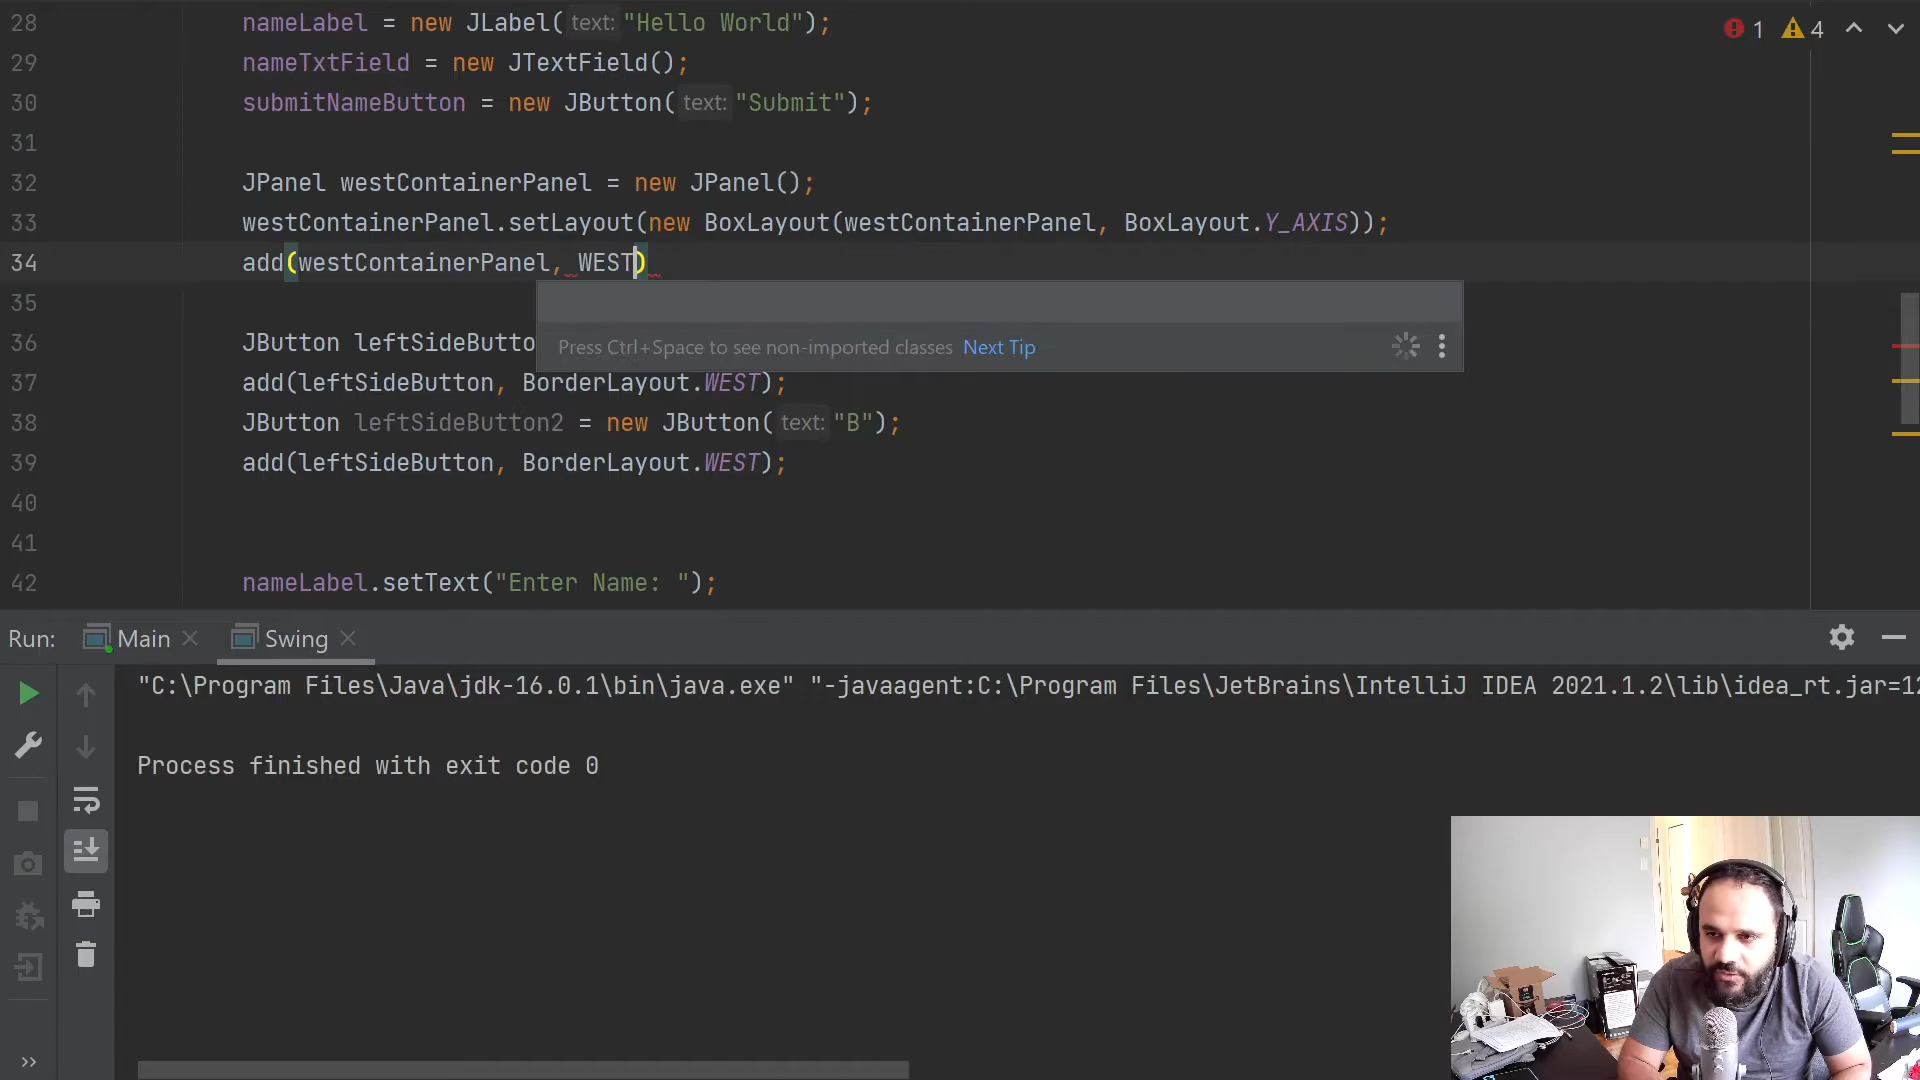 28 nameLabel = new JLabel( text: "Hello World");
29 nameTxtField = new JTextField();
30 submitNameButton = new JButton( text: "Submit");
31
32 JPanel westContainerPanel = new JPanel();
33 westContainerPanel.setLayout(new BoxLayout(westContainerPanel, BoxLayout.Y_AXIS));
34 add(westContainerPanel, WEST)
35
36 JButton leftSideButto
37 add(leftSideButton, BorderLayout.WEST);
38 JButton leftSideButton2 = new JButton( text: "B");
39 add(leftSideButton, BorderLayout.WEST);
40
41
42 nameLabel.setText("Enter Name: ");
1 4
Press Ctrl+Space to see non-imported classes Next Tip
Run: Main Swing
"C:\Program Files\Java\jdk-16.0.1\bin\java.exe" "-javaagent:C:\Program Files\JetBrains\IntelliJ IDEA 2021.1.2\lib\idea_rt.jar=12
Process finished with exit code 0